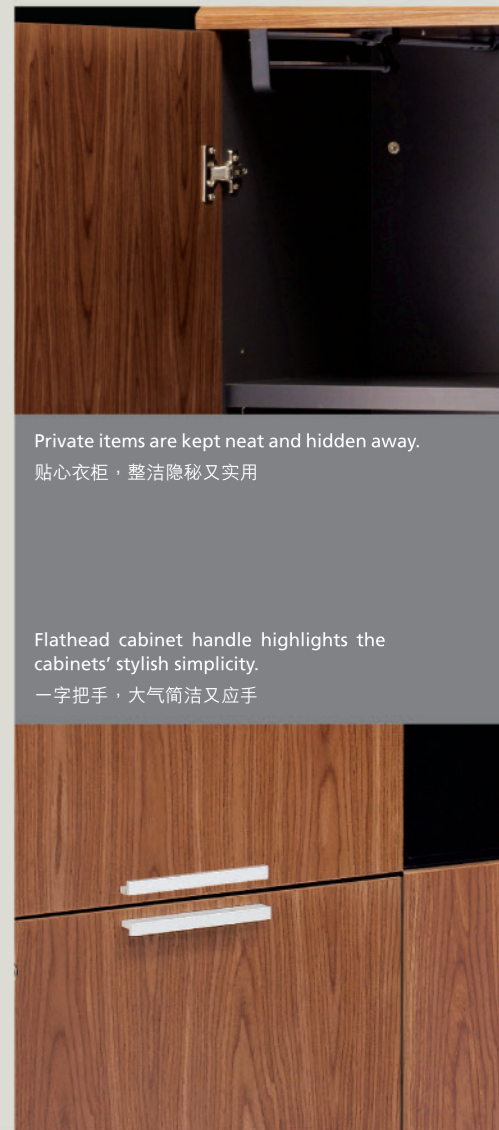 Private items are kept neat and hidden away.
贴心衣柜，整洁隐秘又实用
Flathead cabinet handle highlights the
cabinets’ stylish simplicity.
一字把手，大气简洁又应手